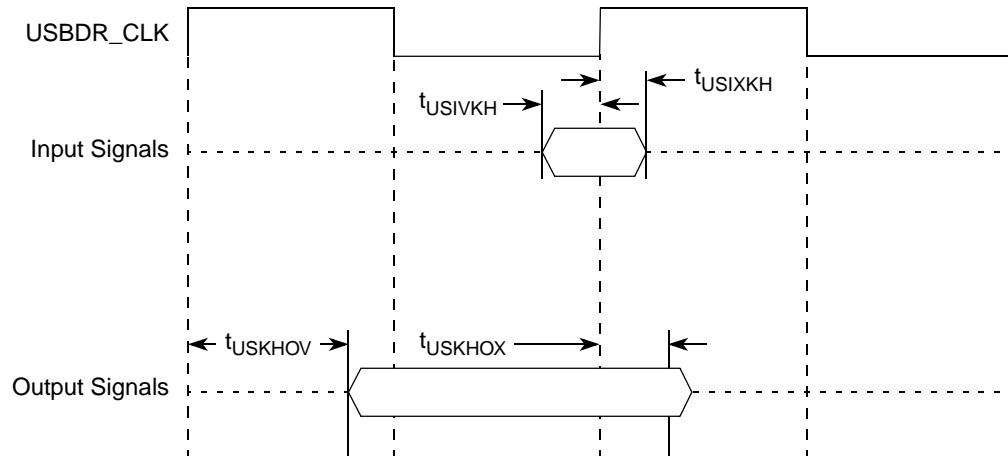 USBDR_CLK
tUSIXKH
tUSIVKH
Input Signals
tUSKHOV
tUSKHOX
Output Signals